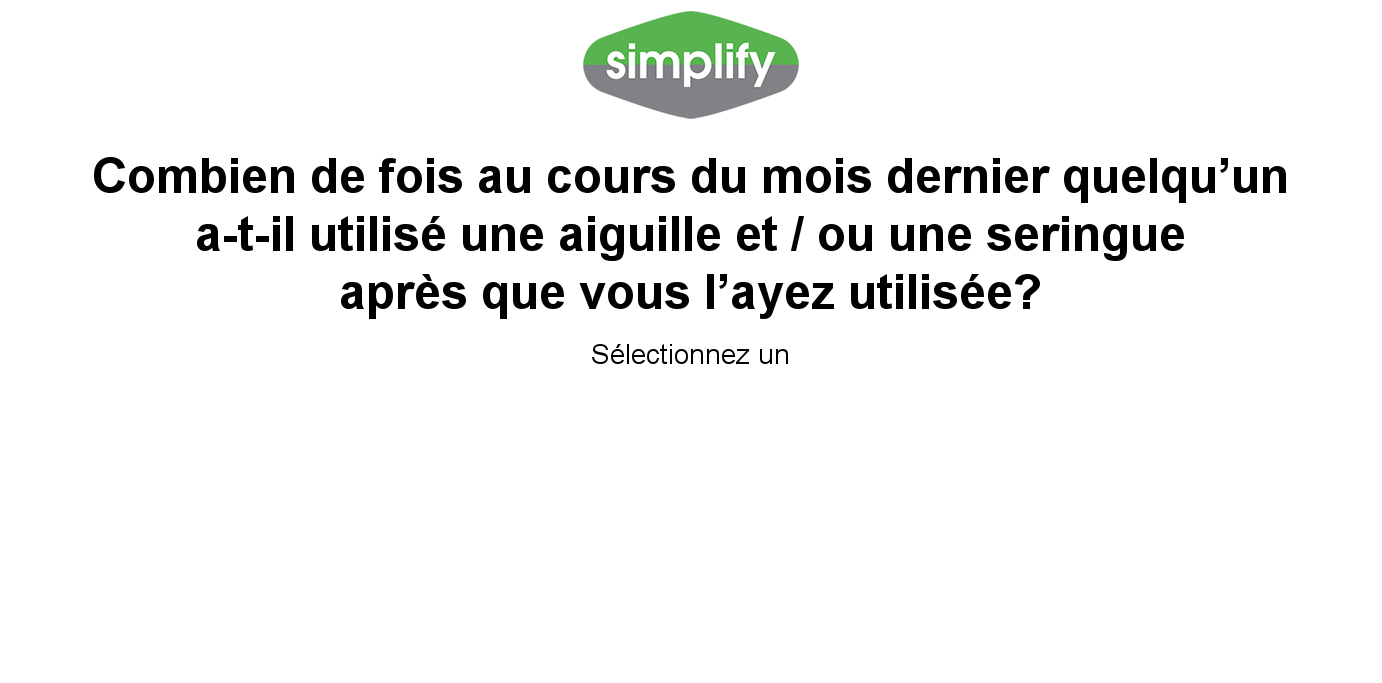 simplify
Combien de fois au cours du mois dernier quelqu’un
a-t-il utilisé une aiguille et / ou une seringue
après que vous l’ayez utilisée?
Sélectionnez un